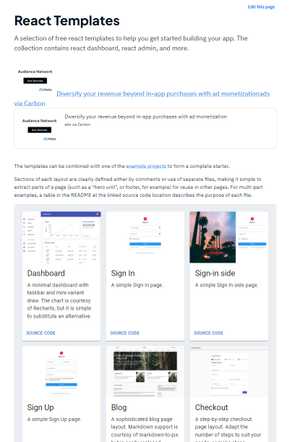 Edit this page
React Templates
A selection of free react templates to help you get started building your app. The
collection contains react dashboard, react admin, and more.
Audience Network
Diversify your revenue beyond in-app purchases with ad monetizationads
via Carbon
Audience Network
Diversify your revenue beyond in-app purchases with ad monetization
ads via Carbon
The templates can be combined with one of the example projects to form a complete starter.
Sections of each layout are clearly defined either by comments or use of separate files, making it simple to
extract parts of a page (such as a "hero unit", or footer, for example) for reuse in other pages. For multi-part
examples, a table in the README at the linked source code location describes the purpose of each file.
Dashboard
A minimal dashboard with
taskbar and mini variant
draw. The chart is courtesy
of Recharts, but it is
simple to substitute an alternative
SOURCE CODE
Sign In
A simple Sign in page.
SOURCE CODE
Sign-in side
A simple Sign in side page.
SOURCE CODE
Sign Up
A simple Sign up page.
Blog
A sophisticated blog page
layout. Markdown support is
courtesy of markdown-to-jsx
Checkout
A step-by-step checkout
page layout. Adapt the
number of steps to suit your